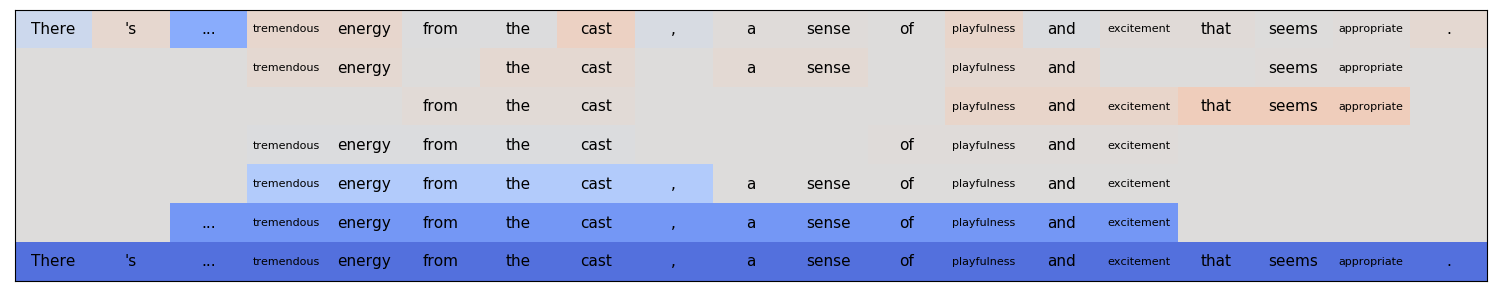 There 's ... tremendous energy from the cast , a sense of playfulness and excitement that seems appropriate .
tremendous energy the cast a sense playfulness and seems appropriate
from the cast playfulness and excitement that seems appropriate
tremendous energy from the cast of playfulness and excitement
tremendous energy from the cast , a sense of playfulness and excitement
... tremendous energy from the cast , a sense of playfulness and excitement
There 's ... tremendous energy from the cast , a sense of playfulness and excitement that seems appropriate .